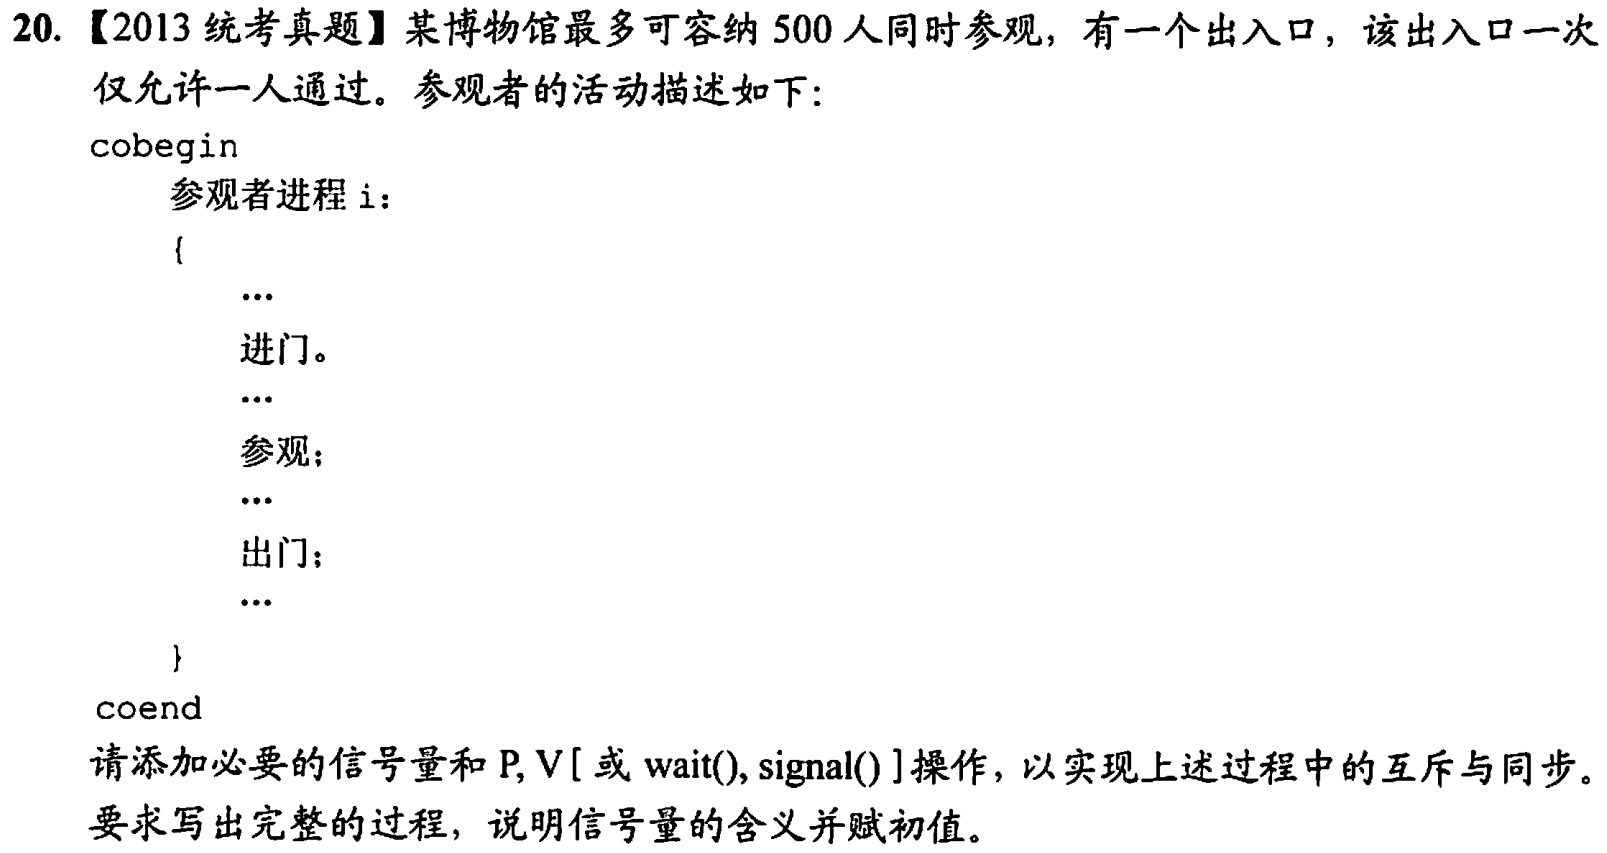 20.【2013 统考真题】某博物馆最多可容纳 500 人同时参观，有一个出入口，该出入口一次
仅允许一人通过。参观者的活动描述如下：
cobegin
参观者进程 i：
{
…
进门。
…
参观；
…
出门；
…
}
coend
请添加必要的信号量和 P, V [ 或 wait(), signal() ]操作，以实现上述过程中的互斥与同步。
要求写出完整的过程，说明信号量的含义并赋初值。